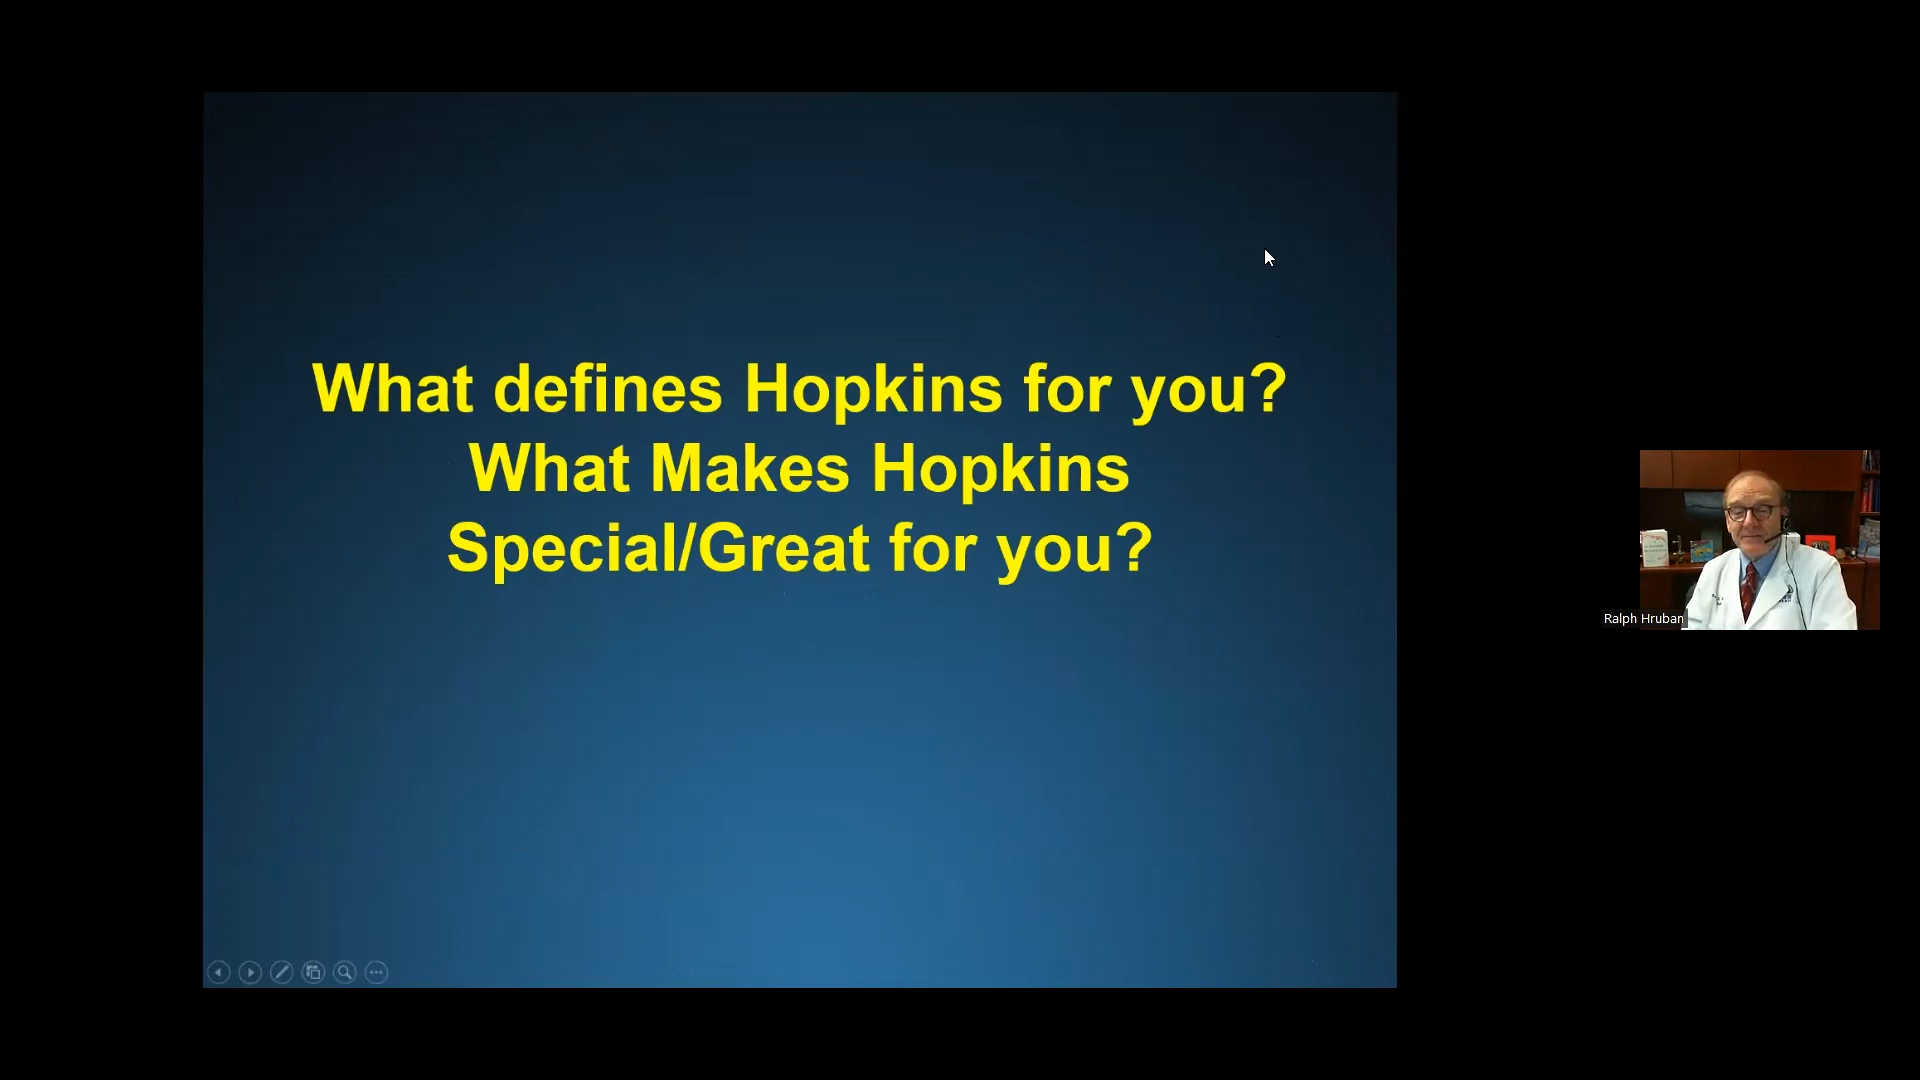 What defines Hopkins for you?
What Makes Hopkins
Special/Great for you?
Ralph Hruban